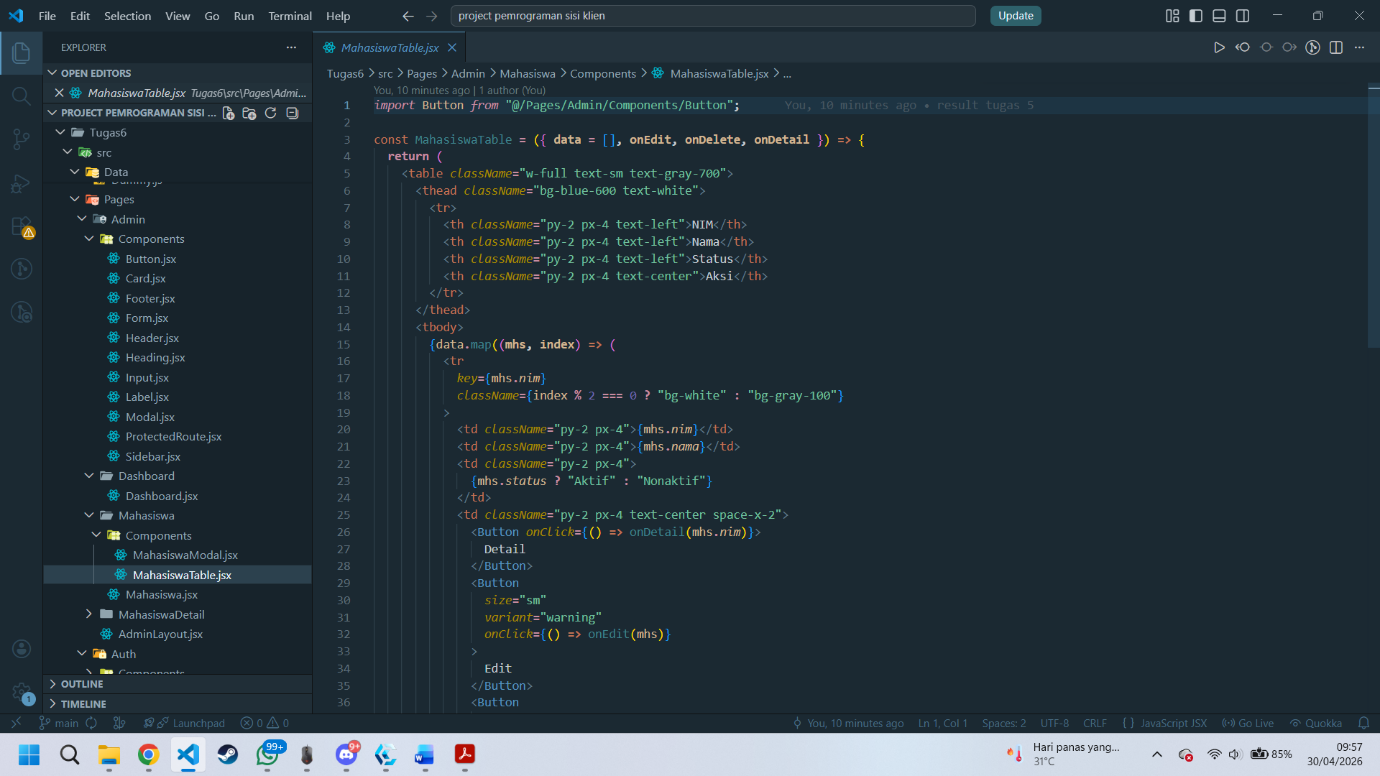 File Edit Selection View Go Run Terminal Help
project pemrograman sisi klien
Update
EXPLORER
OPEN EDITORS
MahasiswaTable.jsx Tugas6\src\Pages\Admi...
PROJECT PEMROGRAMAN SISI ...
Tugas6
src
Data
Pages
Admin
Components
Button.jsx
Card.jsx
Footer.jsx
Form.jsx
Header.jsx
Heading.jsx
Input.jsx
Label.jsx
Modal.jsx
ProtectedRoute.jsx
Sidebar.jsx
Dashboard
Dashboard.jsx
Mahasiswa
Components
MahasiswaModal.jsx
MahasiswaTable.jsx
Mahasiswa.jsx
MahasiswaDetail
AdminLayout.jsx
Auth
Components
OUTLINE
TIMELINE
MahasiswaTable.jsx
Tugas6 > src > Pages > Admin > Mahasiswa > Components > MahasiswaTable.jsx > ...
You, 10 minutes ago | 1 author (You)
1 import Button from "@/Pages/Admin/Components/Button"; You, 10 minutes ago • result tugas 5
2
3 const MahasiswaTable = ({ data = [], onEdit, onDelete, onDetail }) => {
4 return (
5 <table className="w-full text-sm text-gray-700">
6 <thead className="bg-blue-600 text-white">
7 <tr>
8 <th className="py-2 px-4 text-left">NIM</th>
9 <th className="py-2 px-4 text-left">Nama</th>
10 <th className="py-2 px-4 text-left">Status</th>
11 <th className="py-2 px-4 text-center">Aksi</th>
12 </tr>
13 </thead>
14 <tbody>
15 {data.map((mhs, index) => (
16 <tr
17 key={mhs.nim}
18 className={index % 2 === 0 ? "bg-white" : "bg-gray-100"}
19 >
20 <td className="py-2 px-4">{mhs.nim}</td>
21 <td className="py-2 px-4">{mhs.nama}</td>
22 <td className="py-2 px-4">
23 {mhs.status ? "Aktif" : "Nonaktif"}
24 </td>
25 <td className="py-2 px-4 text-center space-x-2">
26 <Button onClick={() => onDetail(mhs.nim)}>
27 Detail
28 </Button>
29 <Button
30 size="sm"
31 variant="warning"
32 onClick={() => onEdit(mhs)}
33 >
34 Edit
35 </Button>
36 <Button
1
main Launchpad 0 0 You, 10 minutes ago Ln 1, Col 1 Spaces: 2 UTF-8 CRLF { } JavaScript JSX Go Live Quokka
99+
9+
Hari panas yang...
31°C
85%
09:57
30/04/2026